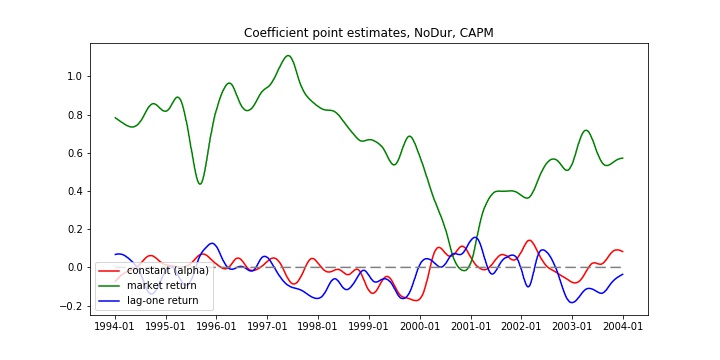 Coefficient point estimates, NoDur, CAPM
1.0
0.8
0.6
0.4
0.2
0.0
−0.2
constant (alpha)
market return
lag-one return
1994-01 1995-01 1996-01 1997-01 1998-01 1999-01 2000-01 2001-01 2002-01 2003-01 2004-01